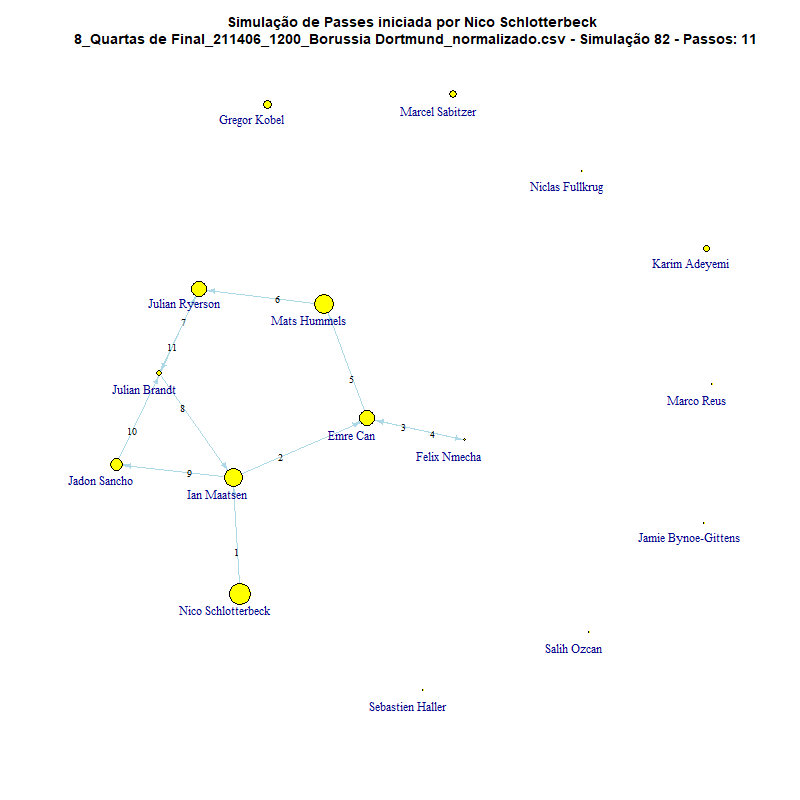 Simulação de Passes iniciada por Nico Schlotterbeck
8_Quartas de Final_211406_1200_Borussia Dortmund_normalizado.csv - Simulação 82 - Passos: 11
Marcel Sabitzer
Gregor Kobel
Niclas Fullkrug
Karim Adeyemi
6
Julian Ryerson
Mats Hummels
7
11
5
Julian Brandt
Marco Reus
8
3
4
10
Emre Can
Felix Nmecha
2
9
Jadon Sancho
Ian Maatsen
Jamie Bynoe-Gittens
1
Nico Schlotterbeck
Salih Ozcan
Sebastien Haller